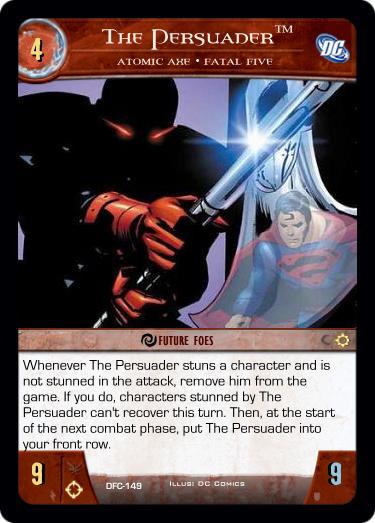 THE PERSUADER™
4
DC
ATOMIC AXE • FATAL FIVE
FUTURE FOES
Whenever The Persuader stuns a character and is
not stunned in the attack, remove him from the
game. If you do, characters stunned by The
Persuader can't recover this turn. Then, at the start
of the next combat phase, put The Persuader into
your front row.
9
DFC-149
ILLUS: DC COMICS
9